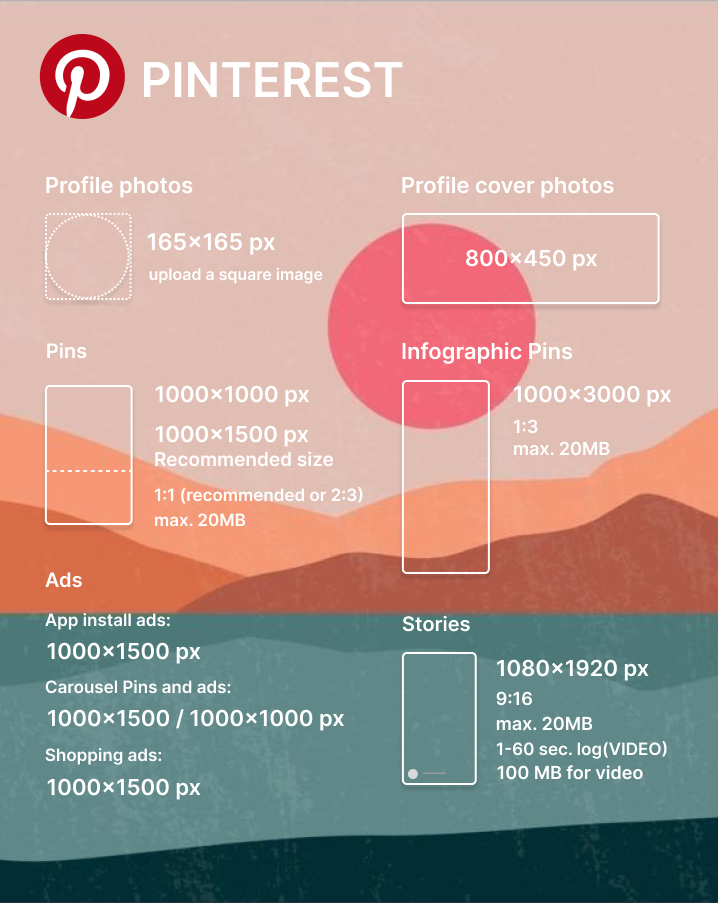 PINTEREST
Profile photos
165×165 px
upload a square image
Profile cover photos
800×450 px
Pins
1000×1000 px
1000×1500 px
Recommended size
1:1 (recommended or 2:3)
max. 20MB
Infographic Pins
1000×3000 px
1:3
max. 20MB
Ads
App install ads:
1000×1500 px
Carousel Pins and ads:
1000×1500 / 1000×1000 px
Shopping ads:
1000×1500 px
Stories
1080×1920 px
9:16
max. 20MB
1-60 sec. log(VIDEO)
100 MB for video